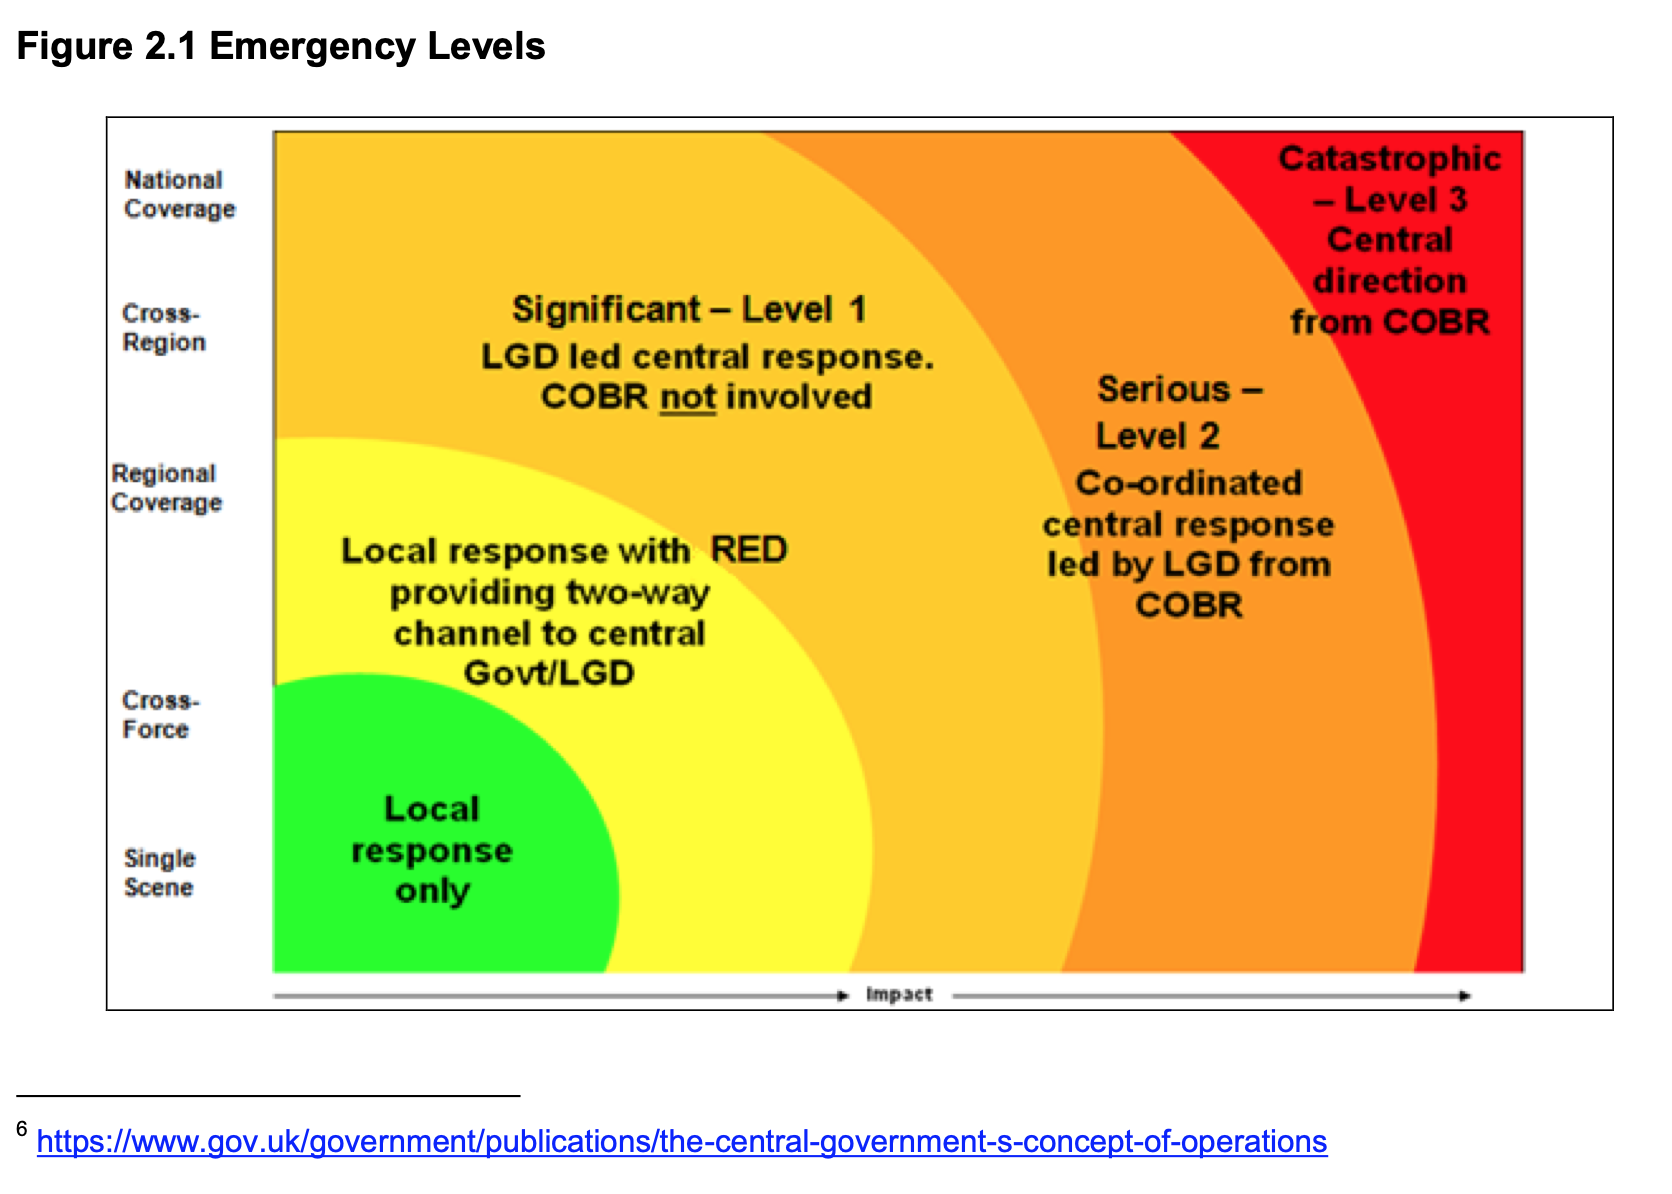 Figure 2.1 Emergency Levels
National
Coverage
Cross-
Region
Regional
Coverage
Cross-
Force
Single
Scene
Catastrophic
– Level 3
Central
direction
from COBR
Significant – Level 1
LGD led central response.
COBR not involved
Serious –
Level 2
Co-ordinated
central response
led by LGD from
COBR
Local response with RED
providing two-way
channel to central
Govt/LGD
Local
response
only
Impact
6 https://www.gov.uk/government/publications/the-central-government-s-concept-of-operations